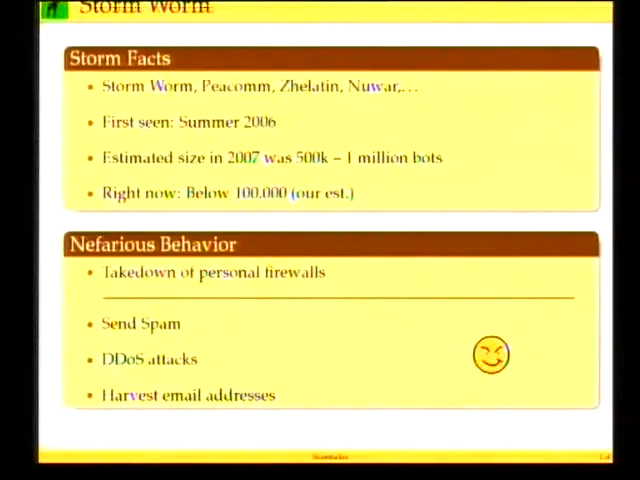 Storm Worm
Storm Facts
• Storm Worm, Peacomm, Zhelatin, Nuwar,…
• First seen: Summer 2006
• Estimated size in 2007 was 500k – 1 million bots
• Right now: Below 100.000 (our est.)
Nefarious Behavior
• Takedown of personal firewalls
• Send Spam
• DDoS attacks
• Harvest email addresses